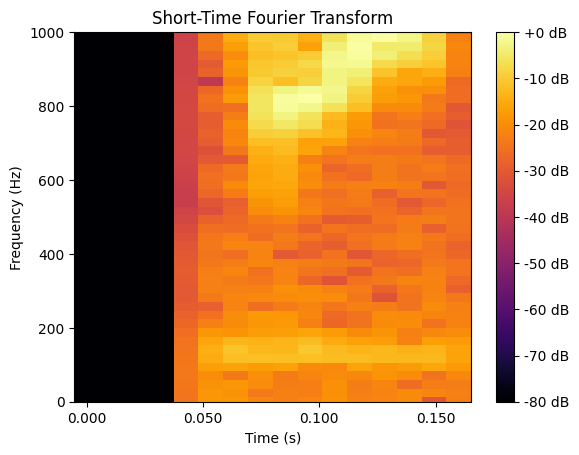 Short-Time Fourier Transform
1000
800
600
400
200
0
Frequency (Hz)
0.000
0.050
0.100
0.150
Time (s)
+0 dB
-10 dB
-20 dB
-30 dB
-40 dB
-50 dB
-60 dB
-70 dB
-80 dB